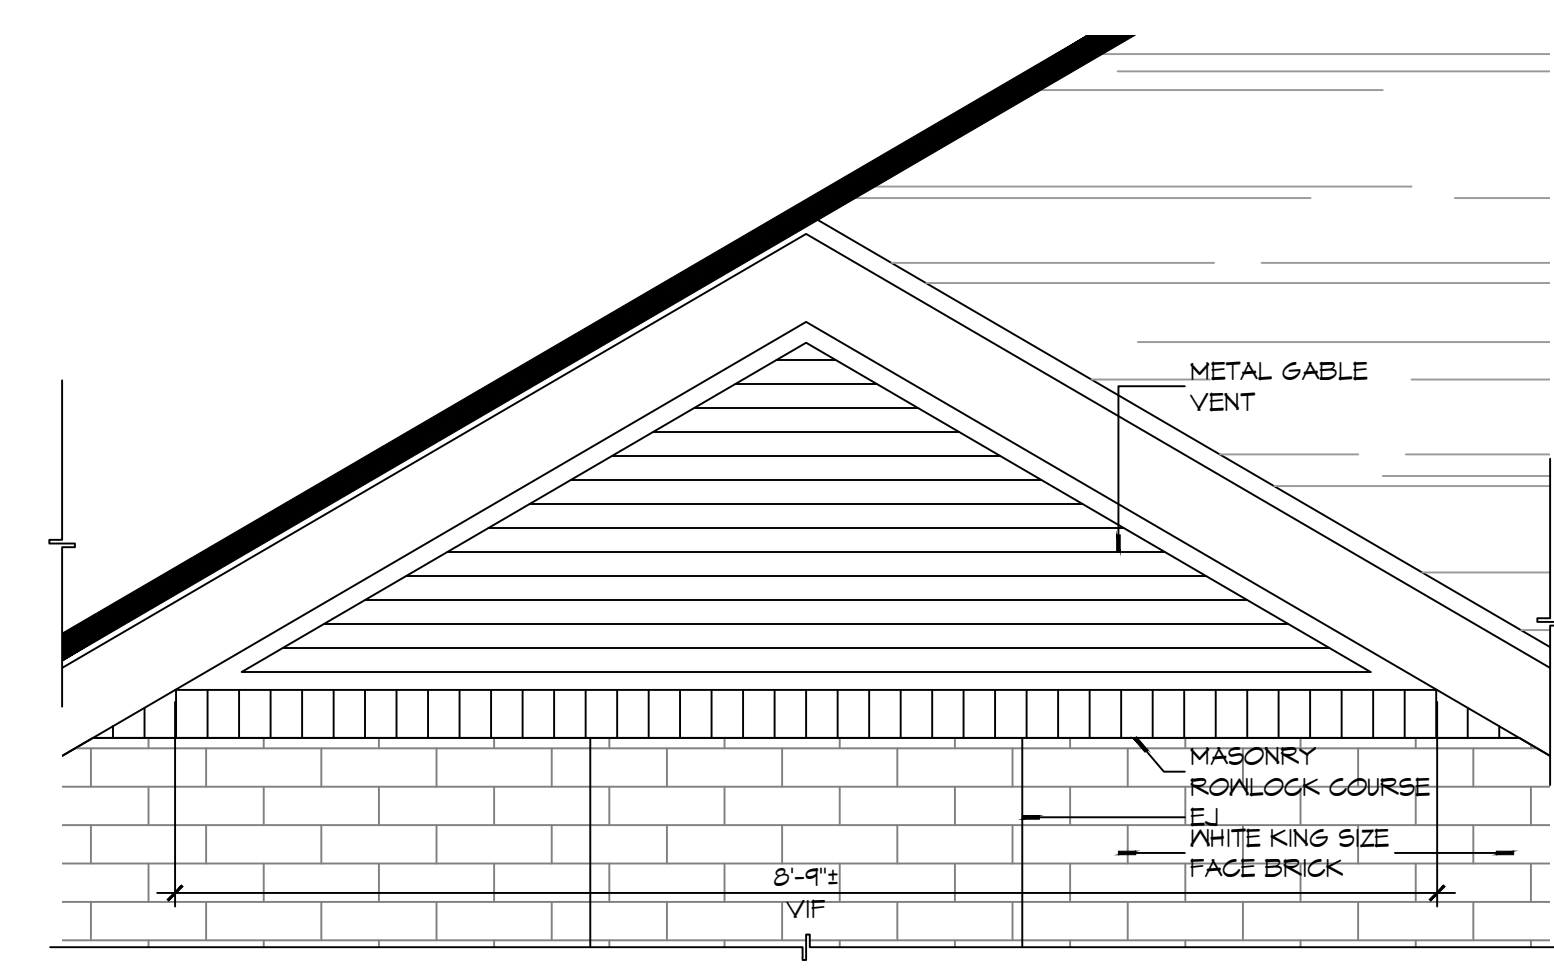 METAL GABLE
VENT
MASONRY
ROWLOCK COURSE
EJ
WHITE KING SIZE
FACE BRICK
8'-9"±
VIF